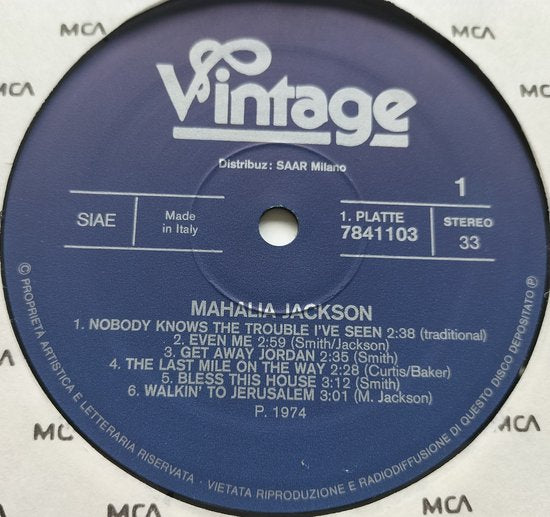 MCA
MCA
MCA
MCA
Vintage
Distribuz: SAAR Milano
1
SIAE
Made
in Italy
1. PLATTE
7841103
STEREO
33
MAHALIA JACKSON
1. NOBODY KNOWS THE TROUBLE I'VE SEEN 2:38 (traditional)
2. EVEN ME 2:59 (Smith/Jackson)
3. GET AWAY JORDAN 2:35 (Smith)
4. THE LAST MILE ON THE WAY 2:28 (Curtis/Baker)
5. BLESS THIS HOUSE 3:12 (Smith)
6. WALKIN' TO JERUSALEM 3:01 (M. Jackson)
P. 1974
© PROPRIETA ARTISTICA E LETTERARIA RISERVATA · VIETATA RIPRODUZIONE E RADIODIFFUSIONE DI QUESTO DISCO DEPOSITATO ℗
MCA
MCA
MCA
MCA